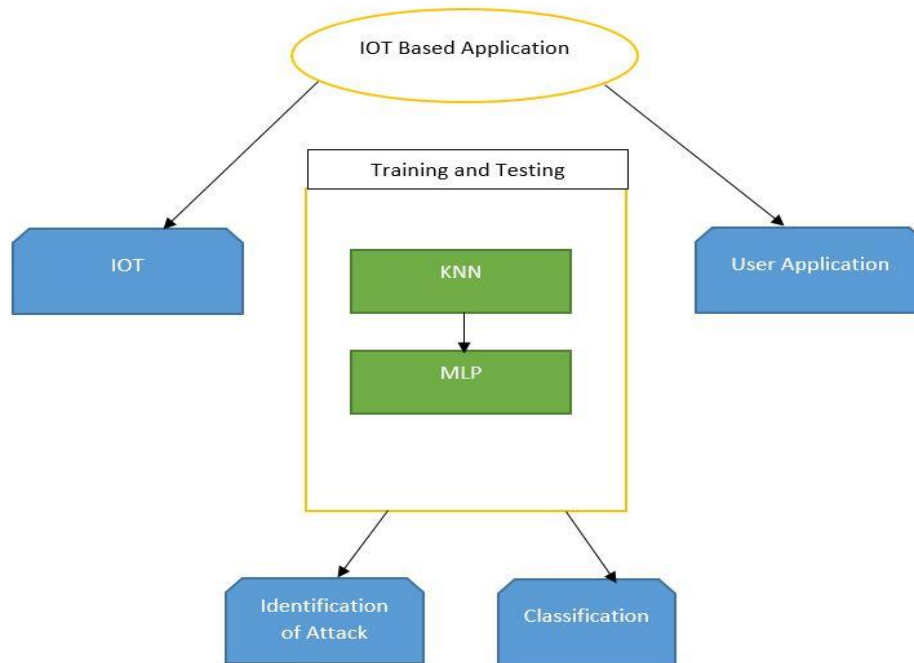 IOT Based Application
Training and Testing
IOT
KNN
User Application
MLP
Identification
of Attack
Classification